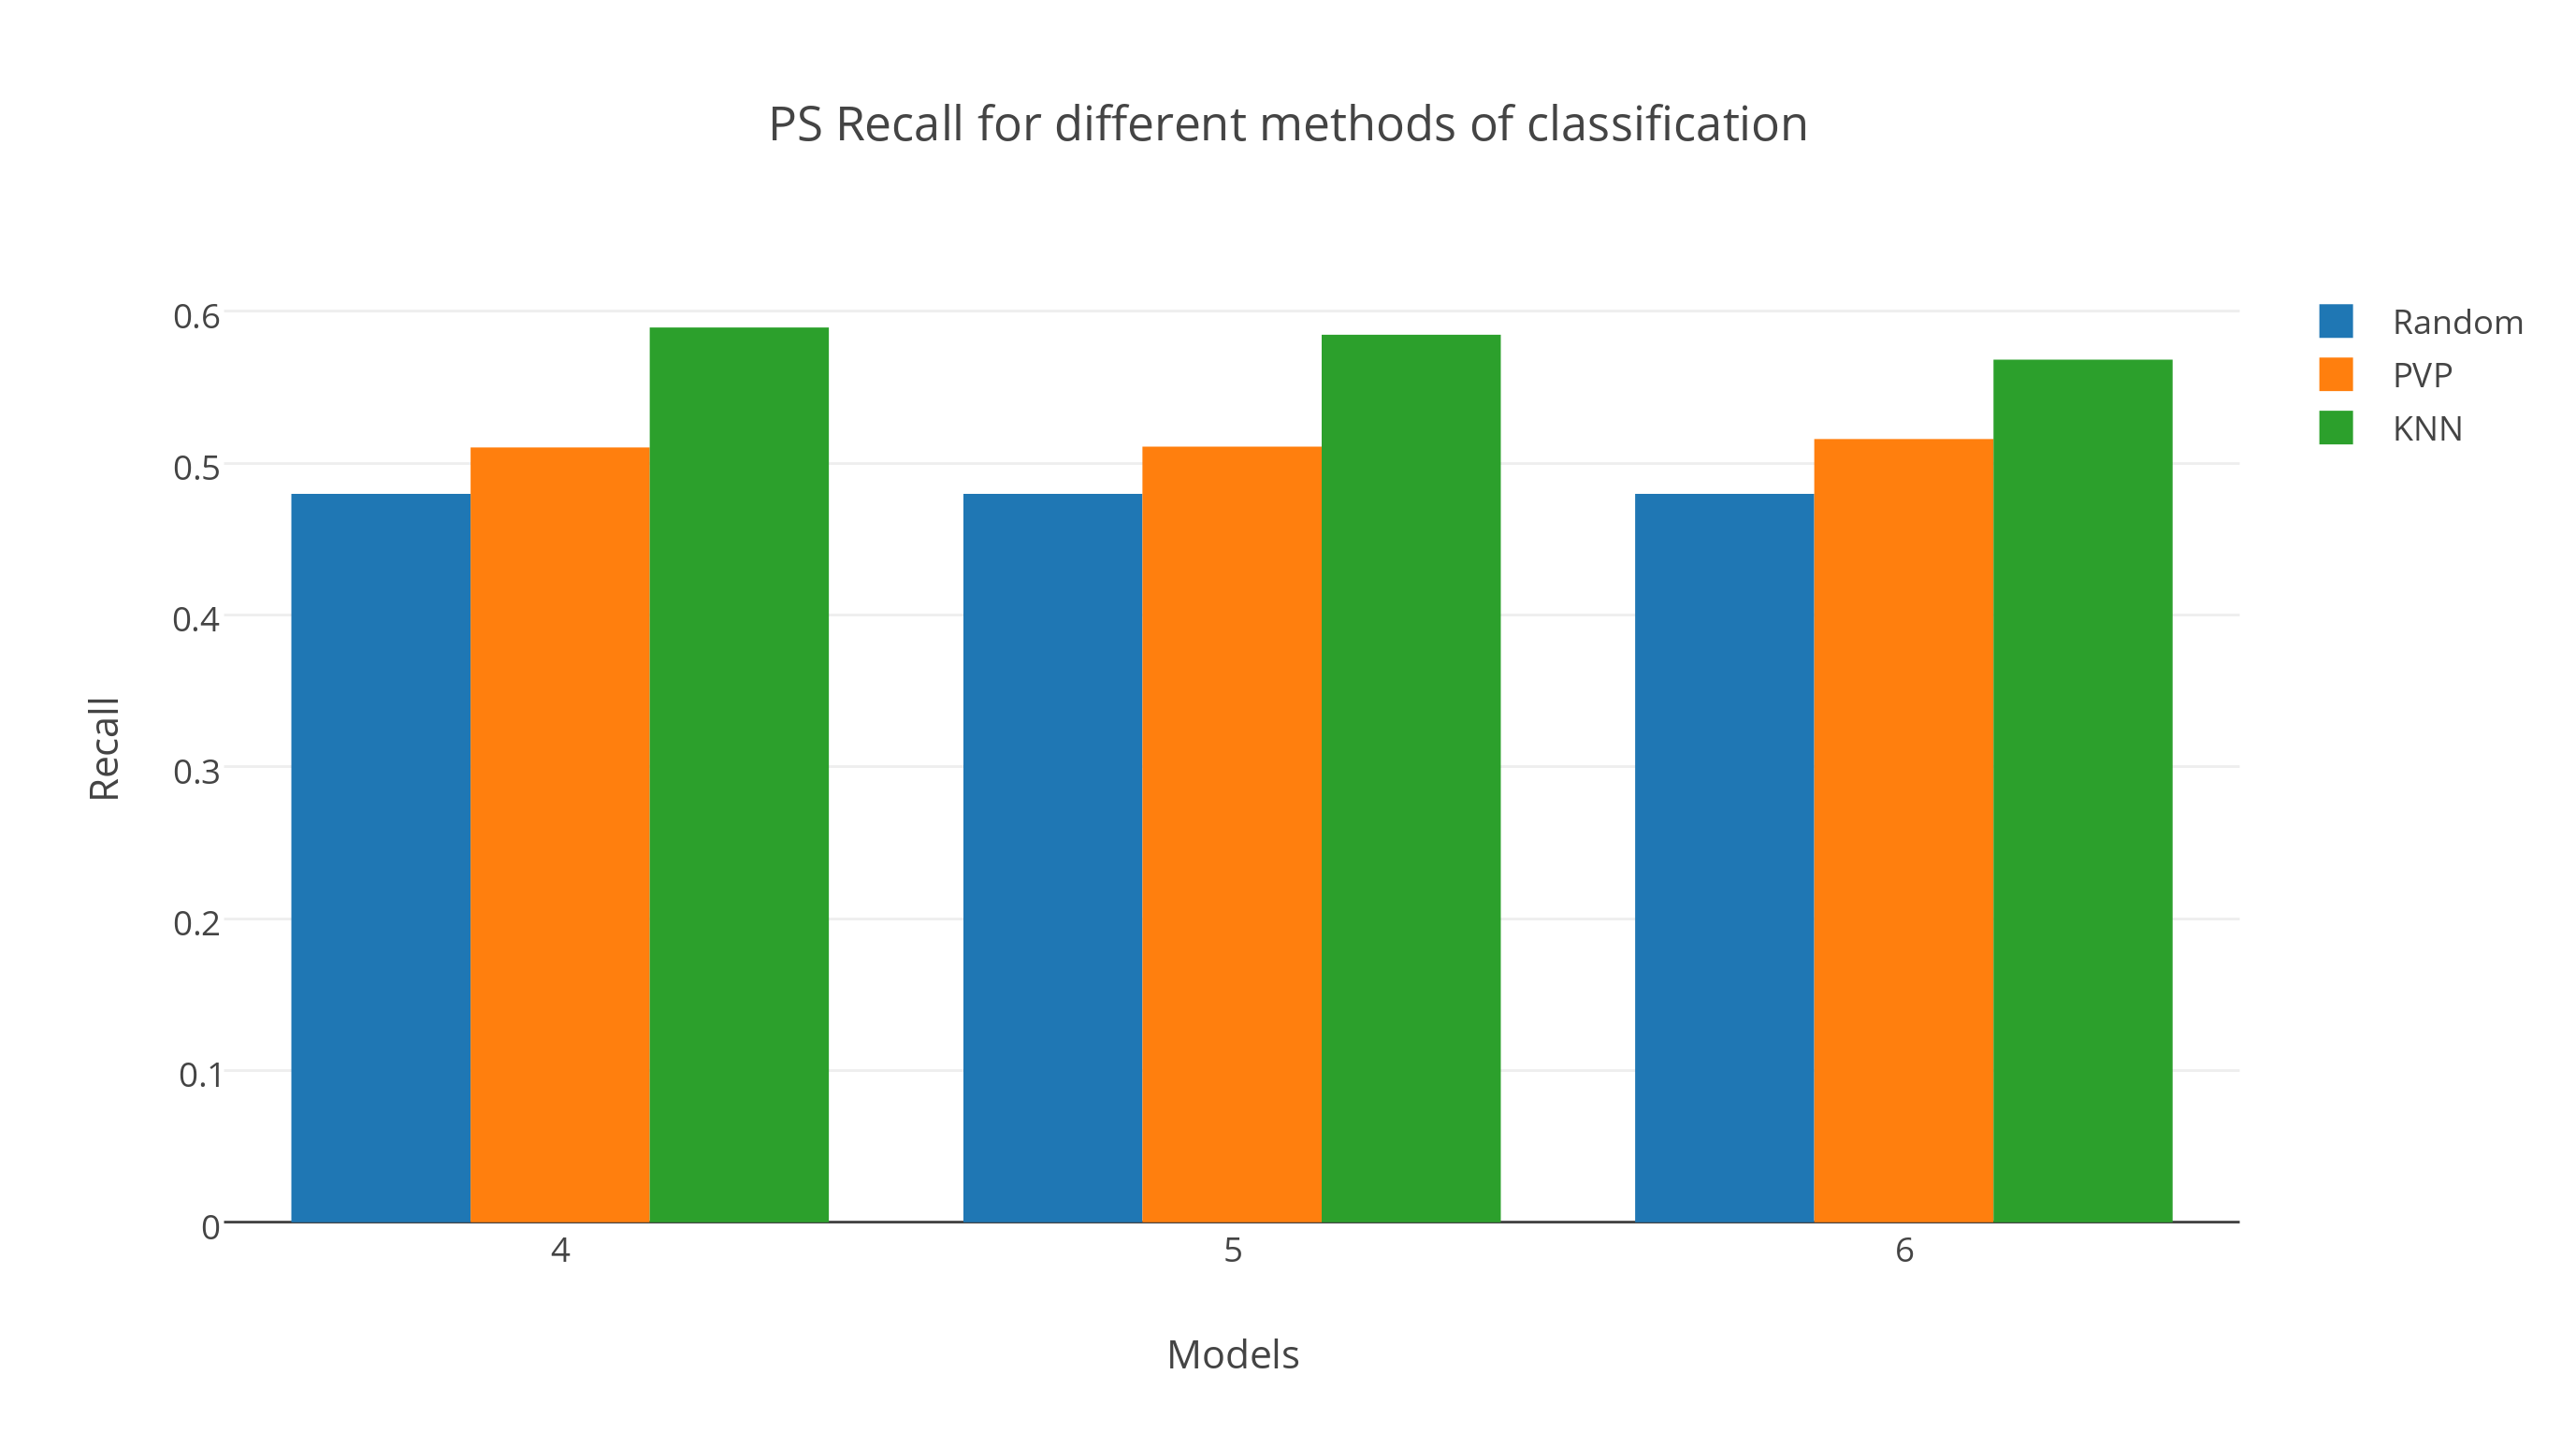 PS Recall for different methods of classification
Random
PVP
KNN
0.6
0.5
0.4
0.3
0.2
0.1
0
Recall
4
5
6
Models